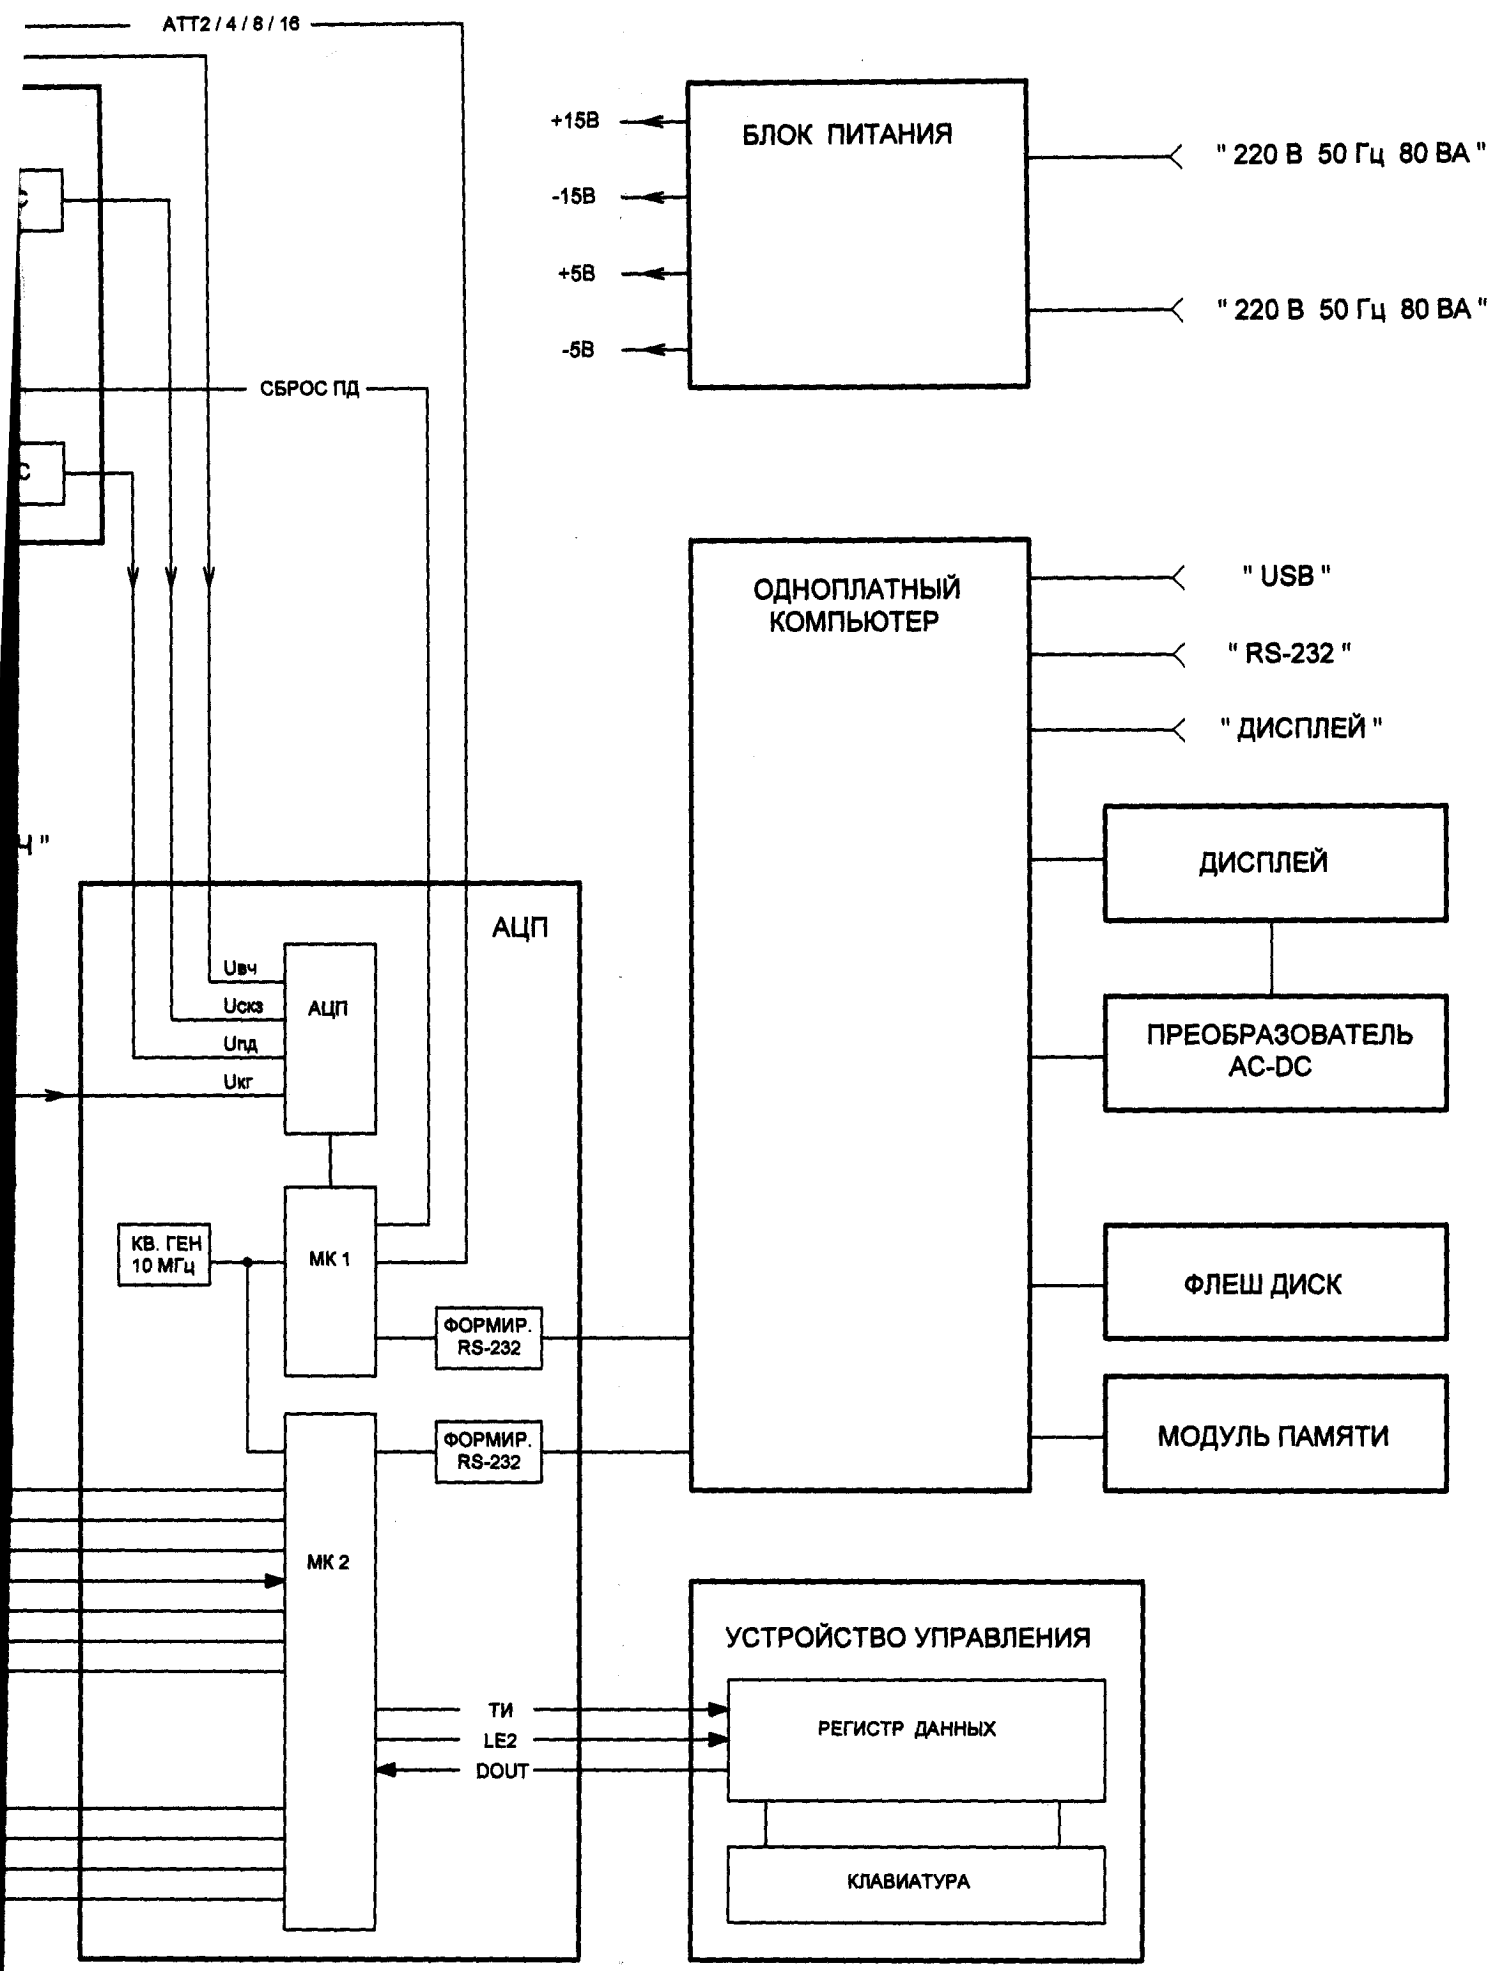 АТТ2 / 4 / 8 / 16
+15В
-15В
+5В
-5В
БЛОК ПИТАНИЯ
" 220 В 50 Гц 80 ВА "
" 220 В 50 Гц 80 ВА "
С
СБРОС ПД
С
ОДНОПЛАТНЫЙ
КОМПЬЮТЕР
" USB "
" RS-232 "
" ДИСПЛЕЙ "
Ч "
ДИСПЛЕЙ
ПРЕОБРАЗОВАТЕЛЬ
AC-DC
ФЛЕШ ДИСК
МОДУЛЬ ПАМЯТИ
АЦП
Uвч
Uскз
Uпд
Uкг
АЦП
КВ. ГЕН
10 МГц
МК 1
ФОРМИР.
RS-232
ФОРМИР.
RS-232
МК 2
ТИ
LE2
DOUT
УСТРОЙСТВО УПРАВЛЕНИЯ
РЕГИСТР ДАННЫХ
КЛАВИАТУРА